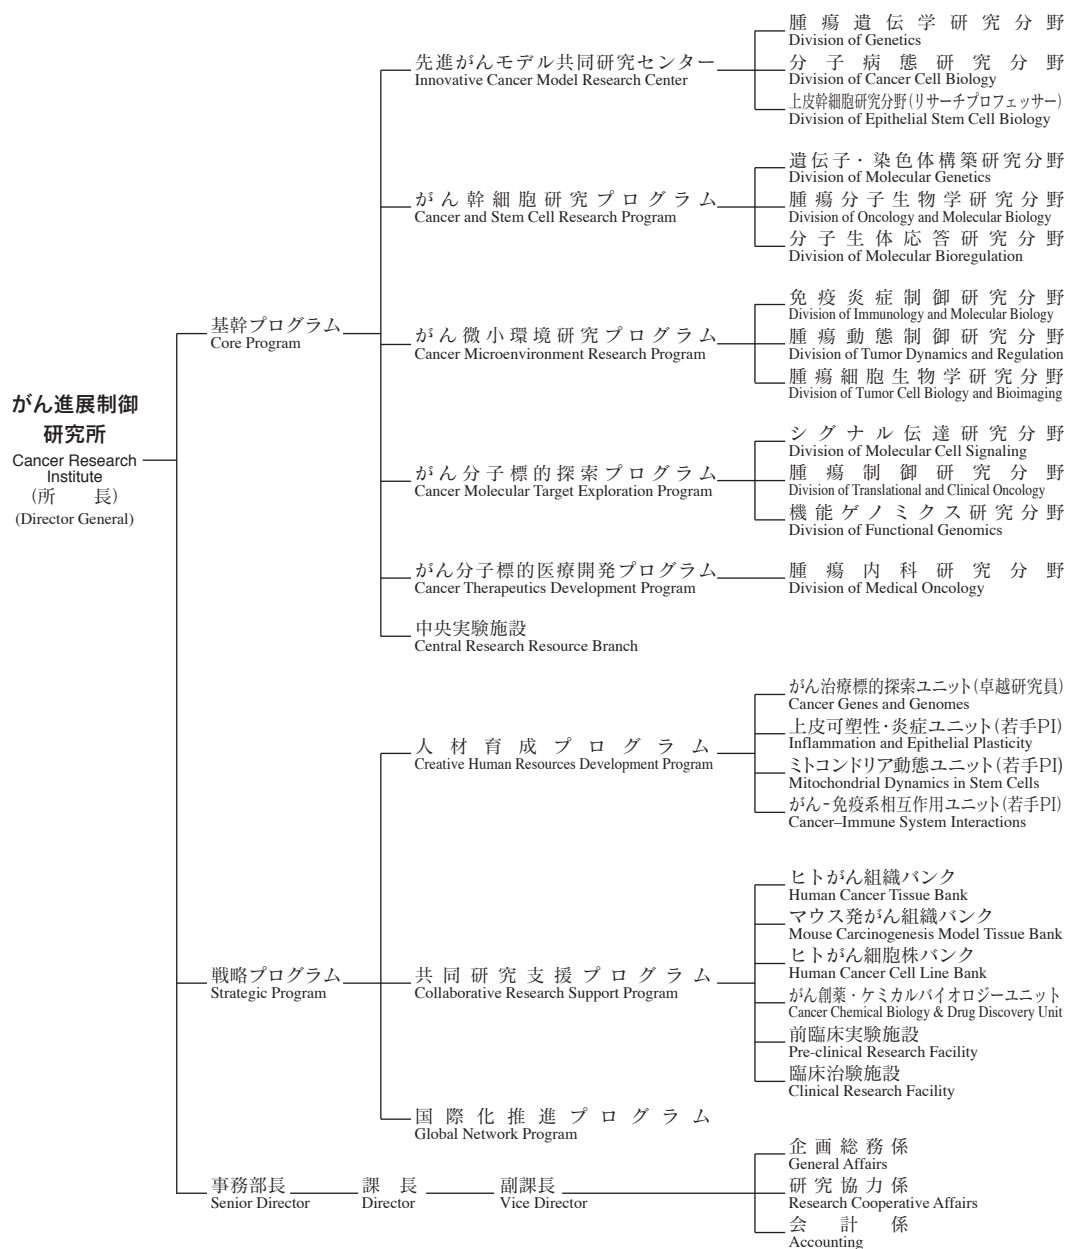 がん進展制御
研究所
Cancer Research
Institute
(所　長)
(Director General)
基幹プログラム
Core Program
先進がんモデル共同研究センター
Innovative Cancer Model Research Center
腫瘍遺伝学研究分野
Division of Genetics
分子病態研究分野
Division of Cancer Cell Biology
上皮幹細胞研究分野(リサーチプロフェッサー)
Division of Epithelial Stem Cell Biology
がん幹細胞研究プログラム
Cancer and Stem Cell Research Program
遺伝子・染色体構築研究分野
Division of Molecular Genetics
腫瘍分子生物学研究分野
Division of Oncology and Molecular Biology
分子生体応答研究分野
Division of Molecular Bioregulation
がん微小環境研究プログラム
Cancer Microenvironment Research Program
免疫炎症制御研究分野
Division of Immunology and Molecular Biology
腫瘍動態制御研究分野
Division of Tumor Dynamics and Regulation
腫瘍細胞生物学研究分野
Division of Tumor Cell Biology and Bioimaging
がん分子標的探索プログラム
Cancer Molecular Target Exploration Program
シグナル伝達研究分野
Division of Molecular Cell Signaling
腫瘍制御研究分野
Division of Translational and Clinical Oncology
機能ゲノミクス研究分野
Division of Functional Genomics
がん分子標的医療開発プログラム
Cancer Therapeutics Development Program
腫瘍内科研究分野
Division of Medical Oncology
中央実験施設
Central Research Resource Branch
戦略プログラム
Strategic Program
人材育成プログラム
Creative Human Resources Development Program
がん治療標的探索ユニット(卓越研究員)
Cancer Genes and Genomes
上皮可塑性・炎症ユニット(若手PI)
Inflammation and Epithelial Plasticity
ミトコンドリア動態ユニット(若手PI)
Mitochondrial Dynamics in Stem Cells
がん-免疫系相互作用ユニット(若手PI)
Cancer–Immune System Interactions
共同研究支援プログラム
Collaborative Research Support Program
ヒトがん組織バンク
Human Cancer Tissue Bank
マウス発がん組織バンク
Mouse Carcinogenesis Model Tissue Bank
ヒトがん細胞株バンク
Human Cancer Cell Line Bank
がん創薬・ケミカルバイオロジーユニット
Cancer Chemical Biology & Drug Discovery Unit
前臨床実験施設
Pre-clinical Research Facility
臨床治験施設
Clinical Research Facility
国際化推進プログラム
Global Network Program
事務部長
Senior Director
課長
Director
副課長
Vice Director
企画総務係
General Affairs
研究協力係
Research Cooperative Affairs
会計係
Accounting